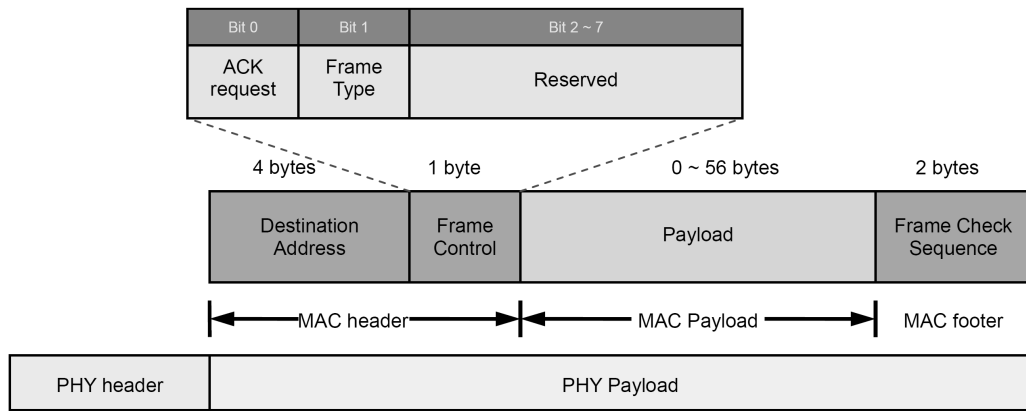 Bit 0 Bit 1 Bit 2 ~ 7
ACK request
Frame Type
Reserved
4 bytes 1 byte 0 ~ 56 bytes 2 bytes
Destination Address
Frame Control
Payload
Frame Check Sequence
MAC header MAC Payload MAC footer
PHY header PHY Payload